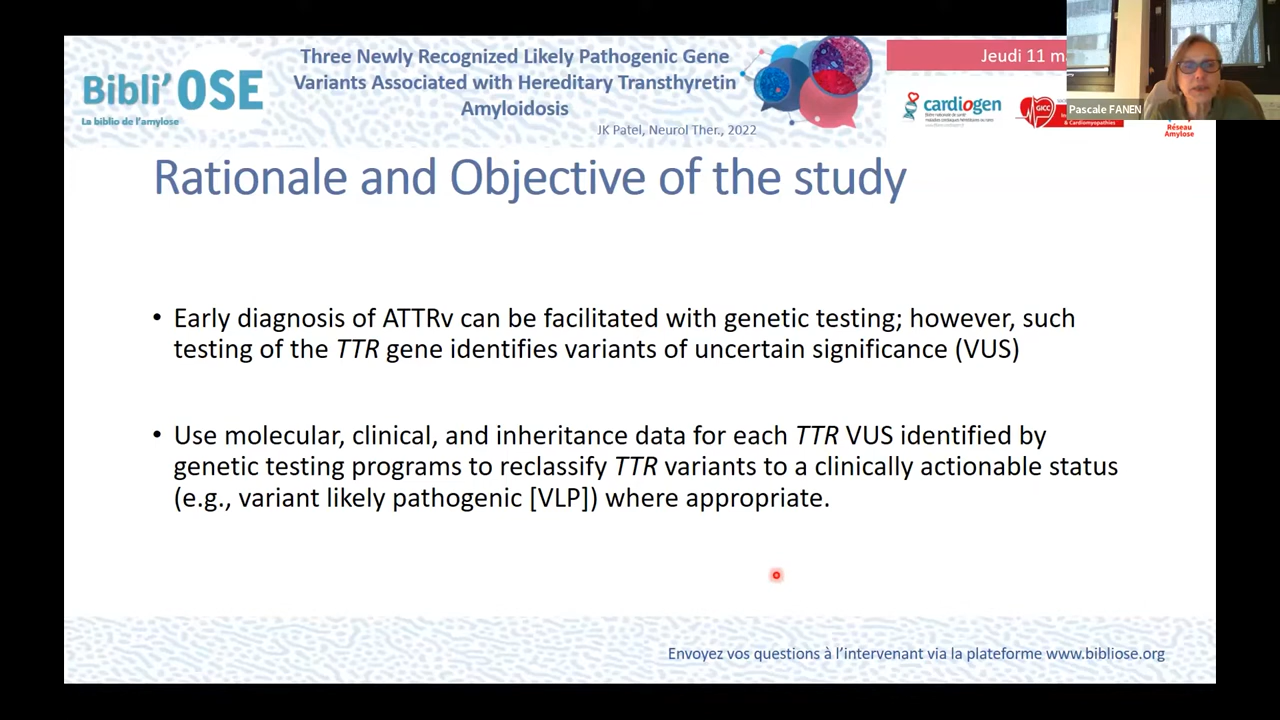 Three Newly Recognized Likely Pathogenic Gene
Variants Associated with Hereditary Transthyretin
Amyloidosis
JK Patel, Neurol Ther., 2022
Bibli’OSE
La biblio de l'amylose
Jeudi 11 m
Pascale FANEN
cardiogen
GICC
& Cardiomyopathies
Réseau
Amylose
Rationale and Objective of the study
• Early diagnosis of ATTRv can be facilitated with genetic testing; however, such
testing of the TTR gene identifies variants of uncertain significance (VUS)
• Use molecular, clinical, and inheritance data for each TTR VUS identified by
genetic testing programs to reclassify TTR variants to a clinically actionable status
(e.g., variant likely pathogenic [VLP]) where appropriate.
Envoyez vos questions à l’intervenant via la plateforme www.bibliose.org